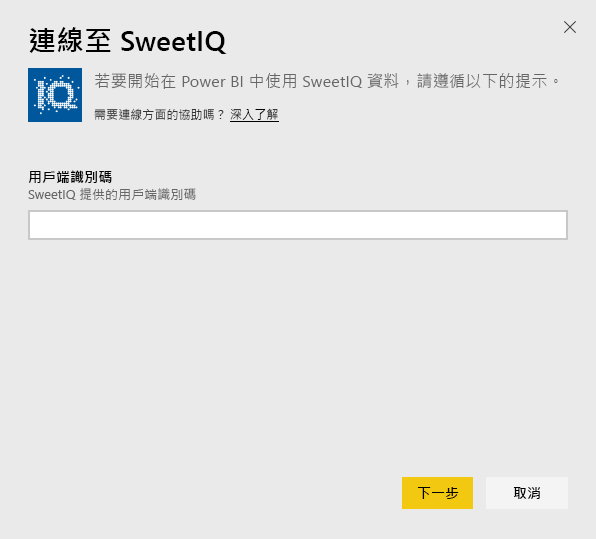 連線至 SweetIQ
IQ
若要開始在 Power BI 中使用 SweetIQ 資料，請遵循以下的提示。
需要連線方面的協助嗎？ 深入了解
用戶端識別碼
SweetIQ 提供的用戶端識別碼
下一步 取消